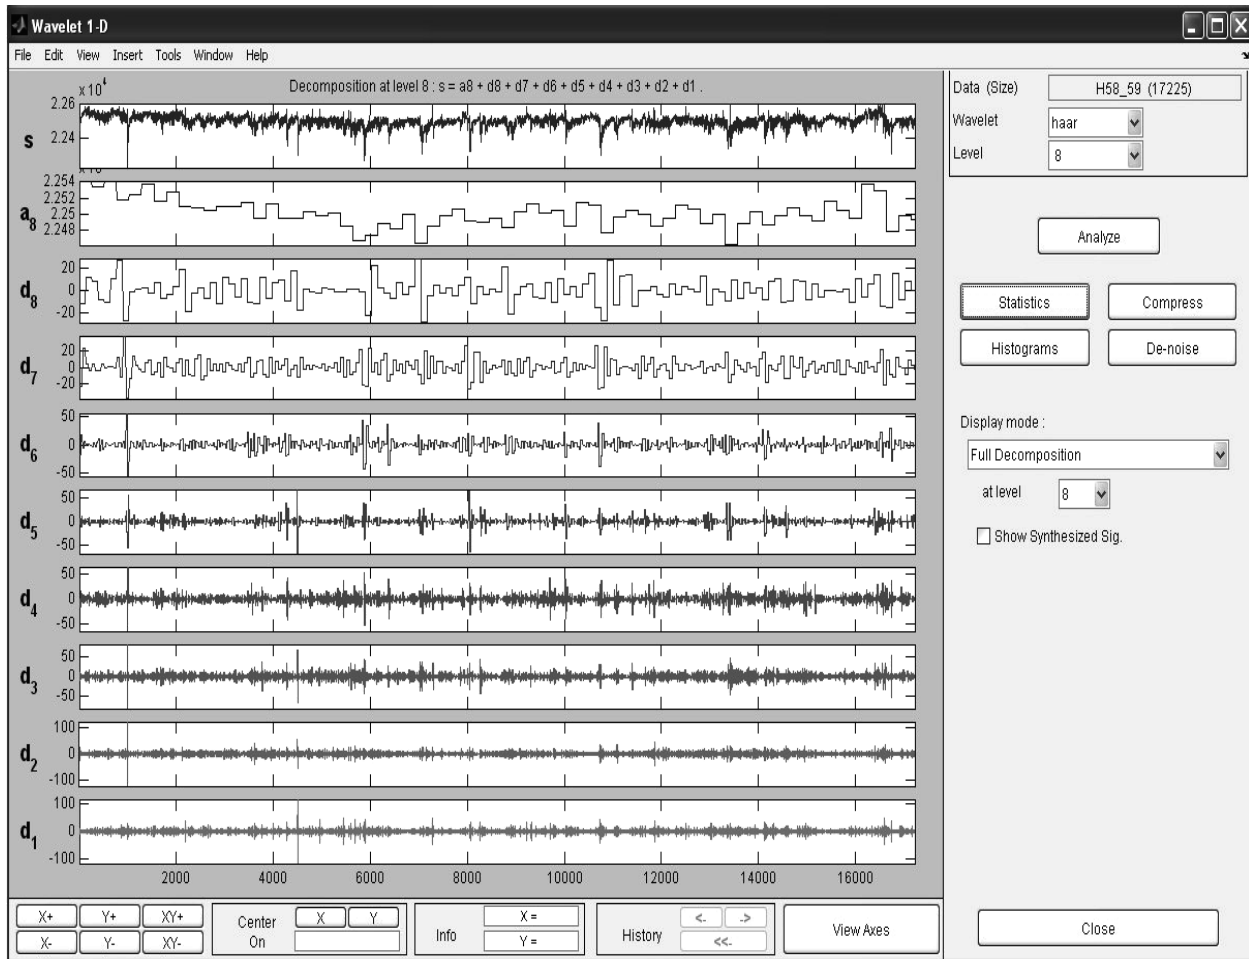 Wavelet 1-D
File Edit View Insert Tools Window Help
Decomposition at level 8 : s = a8 + d8 + d7 + d6 + d5 + d4 + d3 + d2 + d1 .
x 10⁴
s 2.26
2.24
2.254
a₈ 2.252
2.25
2.248
d₈ 20
0
-20
d₇ 20
0
-20
d₆ 50
0
-50
d₅ 50
0
-50
d₄ 50
0
-50
d₃ 50
0
-50
d₂ 100
0
-100
d₁ 100
0
-100
2000 4000 6000 8000 10000 12000 14000 16000
Data (Size) H58_59 (17225)
Wavelet haar
Level 8
Analyze
Statistics Compress
Histograms De-noise
Display mode :
Full Decomposition
at level 8
Show Synthesized Sig.
X+ Y+ XY+
X- Y- XY-
Center On X Y
Info X = Y =
History <- -> <<-
View Axes
Close